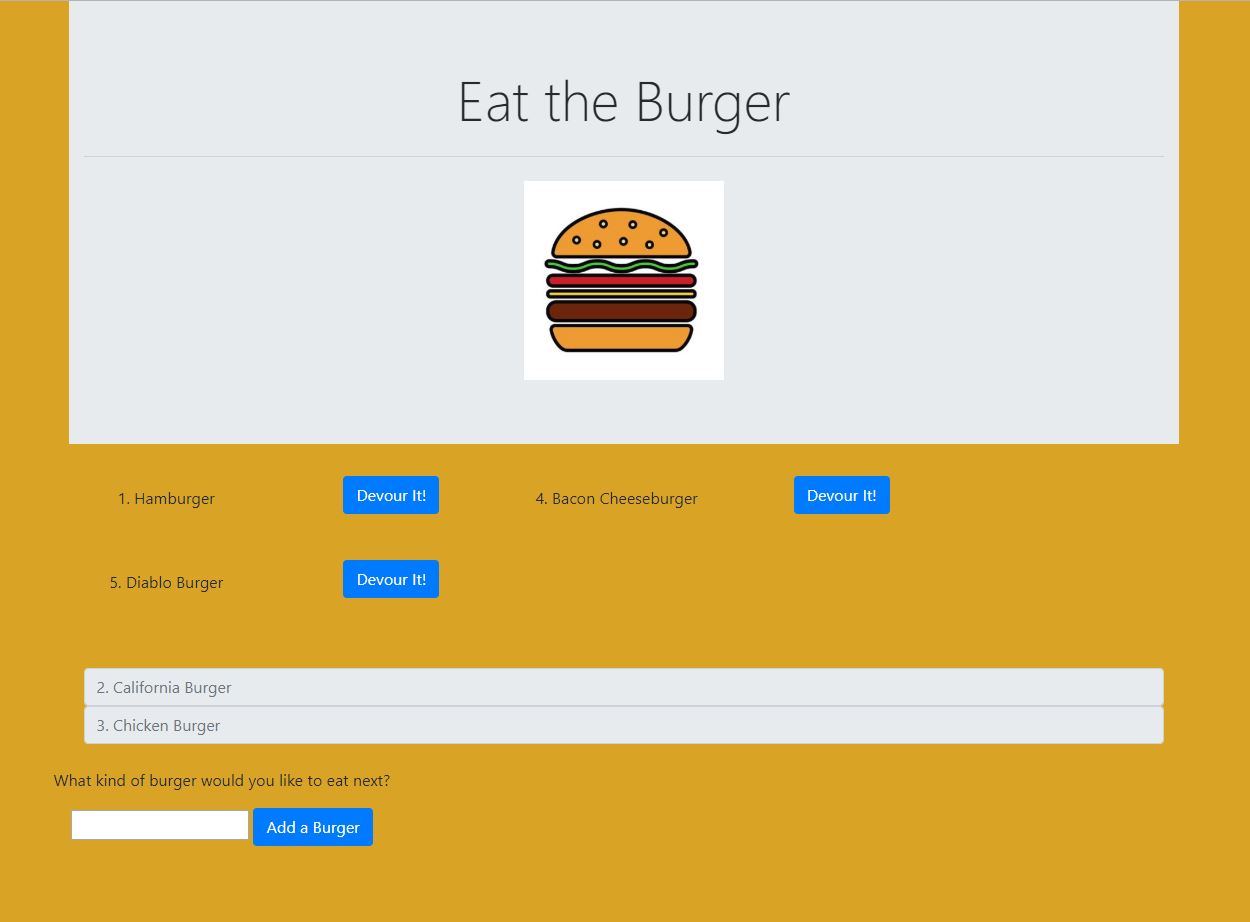 Eat the Burger
1. Hamburger Devour It! 4. Bacon Cheeseburger Devour It!
5. Diablo Burger Devour It!
2. California Burger
3. Chicken Burger
What kind of burger would you like to eat next?
Add a Burger